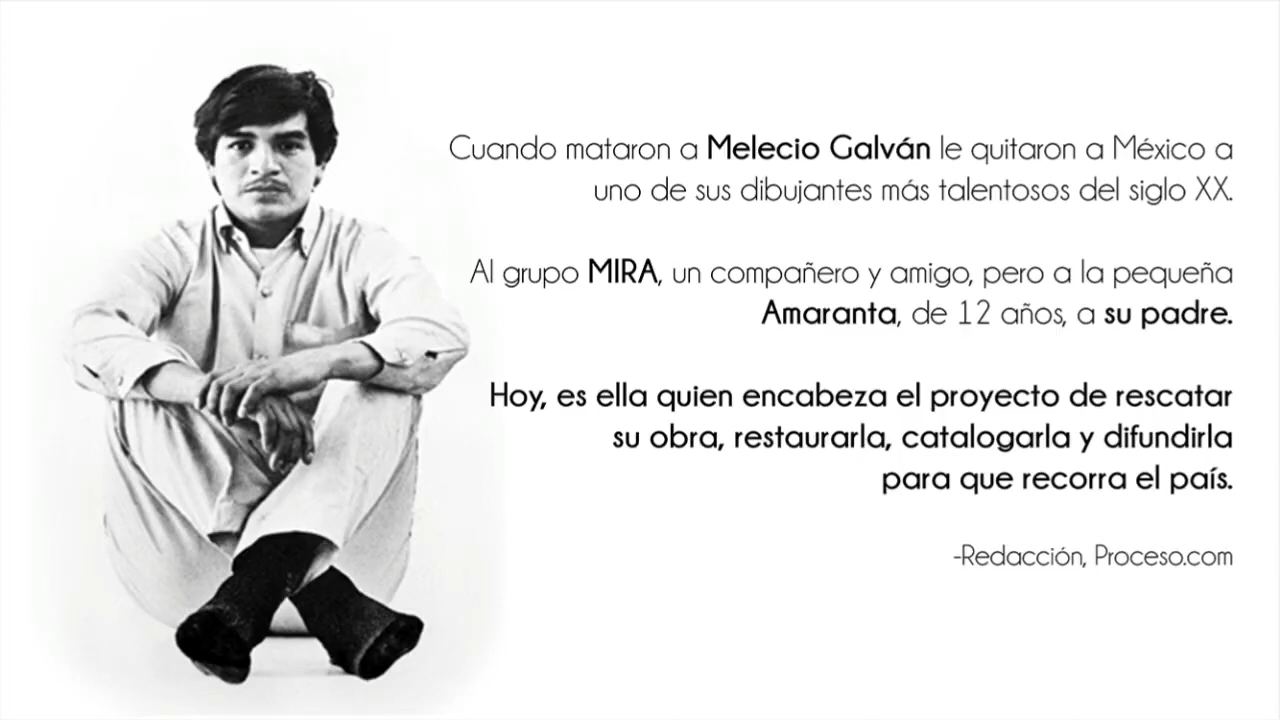 Cuando mataron a Melecio Galván le quitaron a México a
uno de sus dibujantes más talentosos del siglo XX.
Al grupo MIRA, un compañero y amigo, pero a la pequeña
Amaranta, de 12 años, a su padre.
Hoy, es ella quien encabeza el proyecto de rescatar
su obra, restaurarla, catalogarla y difundirla
para que recorra el país.
-Redacción, Proceso.com